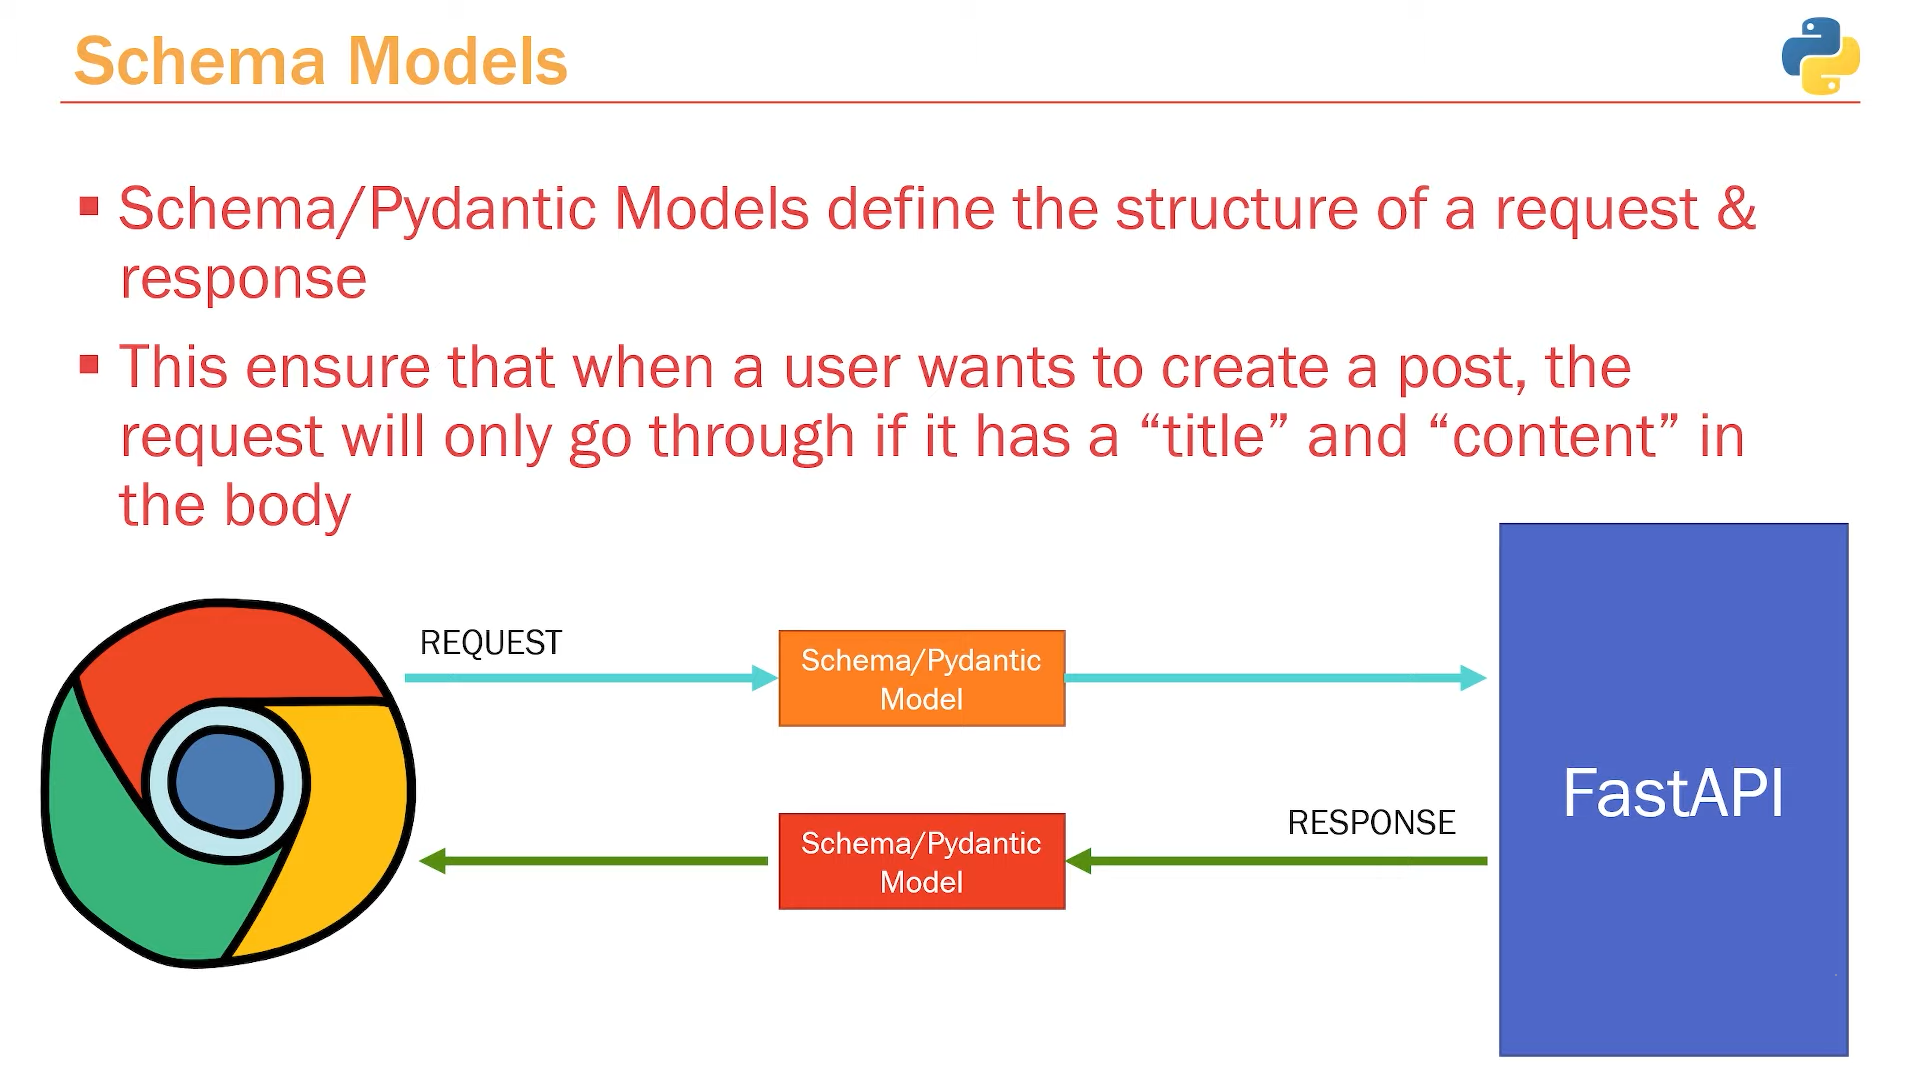 Schema Models
▪ Schema/Pydantic Models define the structure of a request &
response
▪ This ensure that when a user wants to create a post, the
request will only go through if it has a “title” and “content” in
the body
REQUEST
Schema/Pydantic
Model
FastAPI
RESPONSE
Schema/Pydantic
Model